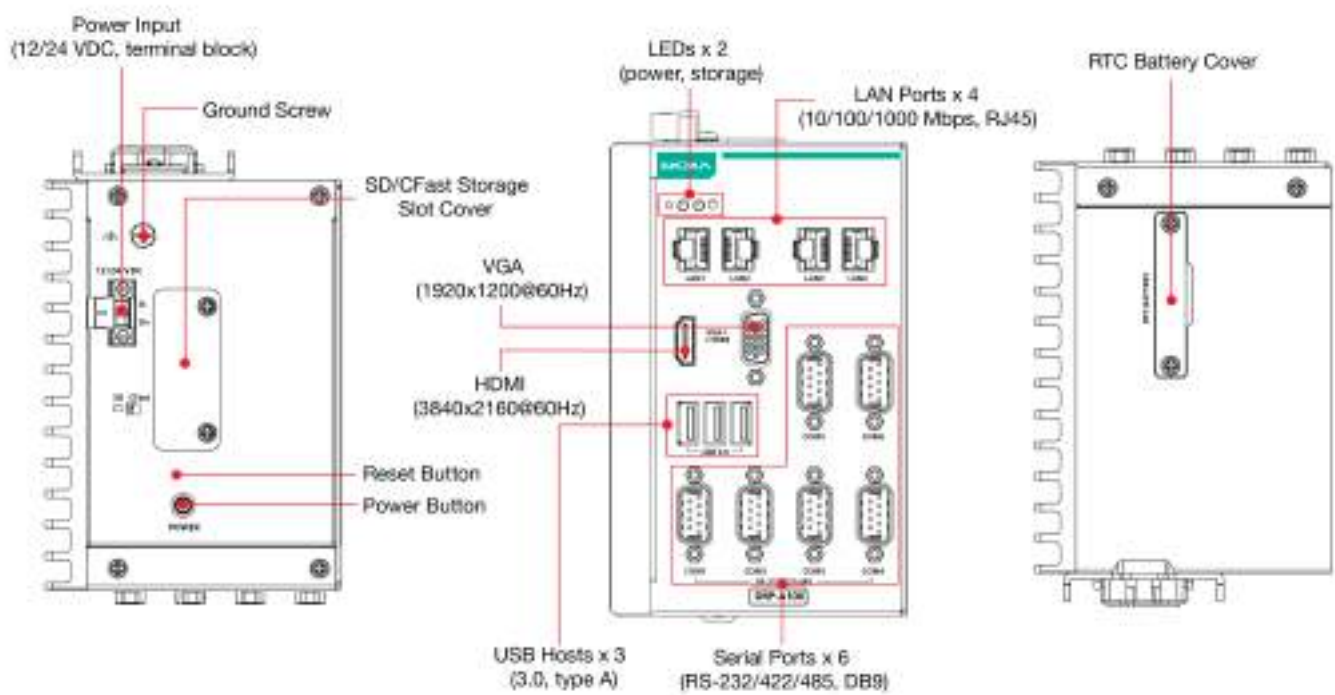 Power Input
(12/24 VDC, terminal block)
Ground Screw
SD/CFast Storage
Slot Cover
Reset Button
Power Button
POWER
LEDs x 2
(power, storage)
LAN Ports x 4
(10/100/1000 Mbps, RJ45)
MOXA
VGA
(1920x1200@60Hz)
HDMI
(3840x2160@60Hz)
USB Hosts x 3
(3.0, type A)
Serial Ports x 6
(RS-232/422/485, DB9)
RTC Battery Cover
RTC BATTERY